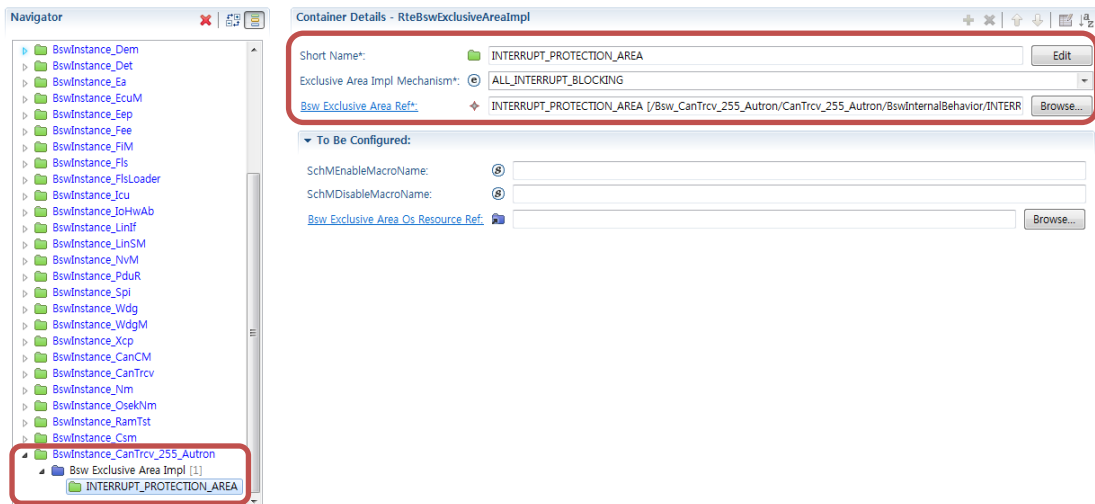 Navigator
BswInstance_Dem
BswInstance_Det
BswInstance_Ea
BswInstance_EcuM
BswInstance_Eep
BswInstance_Fee
BswInstance_FiM
BswInstance_Fls
BswInstance_FlsLoader
BswInstance_Icu
BswInstance_IoHwAb
BswInstance_LinIf
BswInstance_LinSM
BswInstance_NvM
BswInstance_PduR
BswInstance_Spi
BswInstance_Wdg
BswInstance_WdgM
BswInstance_Xcp
BswInstance_CanCM
BswInstance_CanTrcv
BswInstance_Nm
BswInstance_OsekNm
BswInstance_RamTst
BswInstance_Csm
BswInstance_CanTrcv_255_Autron
Bsw Exclusive Area Impl [1]
INTERRUPT_PROTECTION_AREA
Container Details - RteBswExclusiveAreaImpl
Short Name*: INTERRUPT_PROTECTION_AREA Edit
Exclusive Area Impl Mechanism*: ALL_INTERRUPT_BLOCKING
Bsw Exclusive Area Ref*: INTERRUPT_PROTECTION_AREA [/Bsw_CanTrcv_255_Autron/CanTrcv_255_Autron/BswInternalBehavior/INTERR Browse...
To Be Configured:
SchMEnableMacroName:
SchMDisableMacroName:
Bsw Exclusive Area Os Resource Ref: Browse...